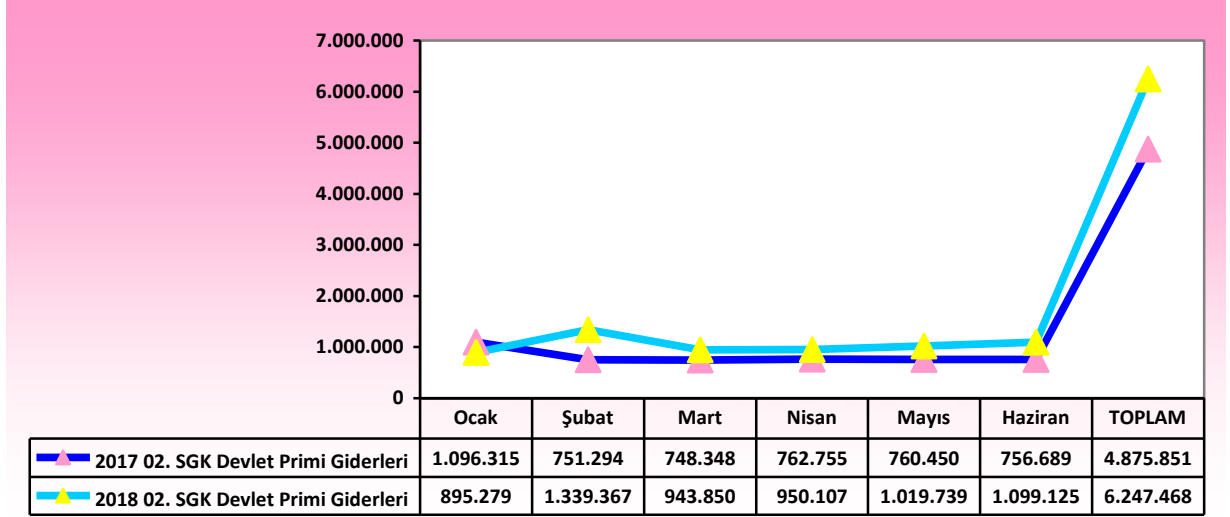 7.000.000
6.000.000
5.000.000
4.000.000
3.000.000
2.000.000
1.000.000
0
Ocak Şubat Mart Nisan Mayıs Haziran TOPLAM
2017 02. SGK Devlet Primi Giderleri 1.096.315 751.294 748.348 762.755 760.450 756.689 4.875.851
2018 02. SGK Devlet Primi Giderleri 895.279 1.339.367 943.850 950.107 1.019.739 1.099.125 6.247.468